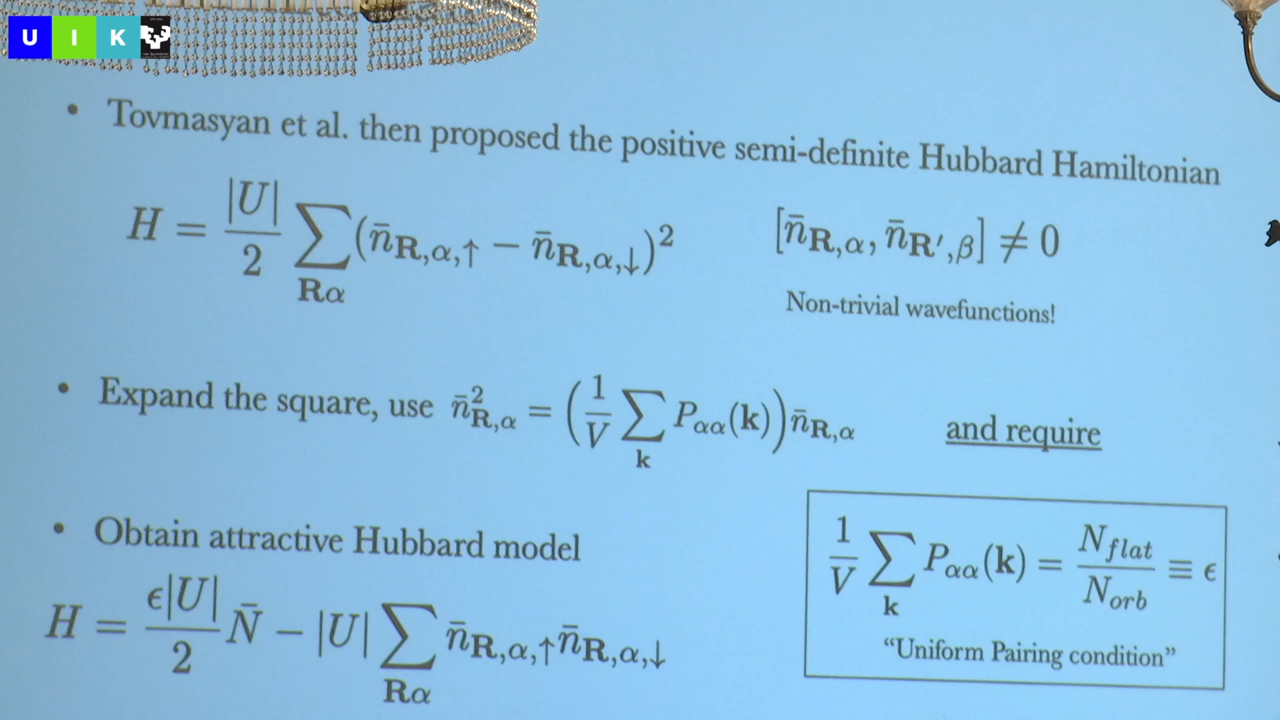 U I K
• Tovmasyan et al. then proposed the positive semi-definite Hubbard Hamiltonian
H = |U|/2 ∑_{Rα} (n̄_{R,α,↑} − n̄_{R,α,↓})² [n̄_{R,α}, n̄_{R′,β}] ≠ 0
Non-trivial wavefunctions!
• Expand the square, use n̄²_{R,α} = (1/V ∑_k P_{αα}(k)) n̄_{R,α} and require
• Obtain attractive Hubbard model
H = ϵ|U|/2 N̄ − |U| ∑_{Rα} n̄_{R,α,↑} n̄_{R,α,↓}
1/V ∑_k P_{αα}(k) = N_{flat}/N_{orb} ≡ ϵ
“Uniform Pairing condition”